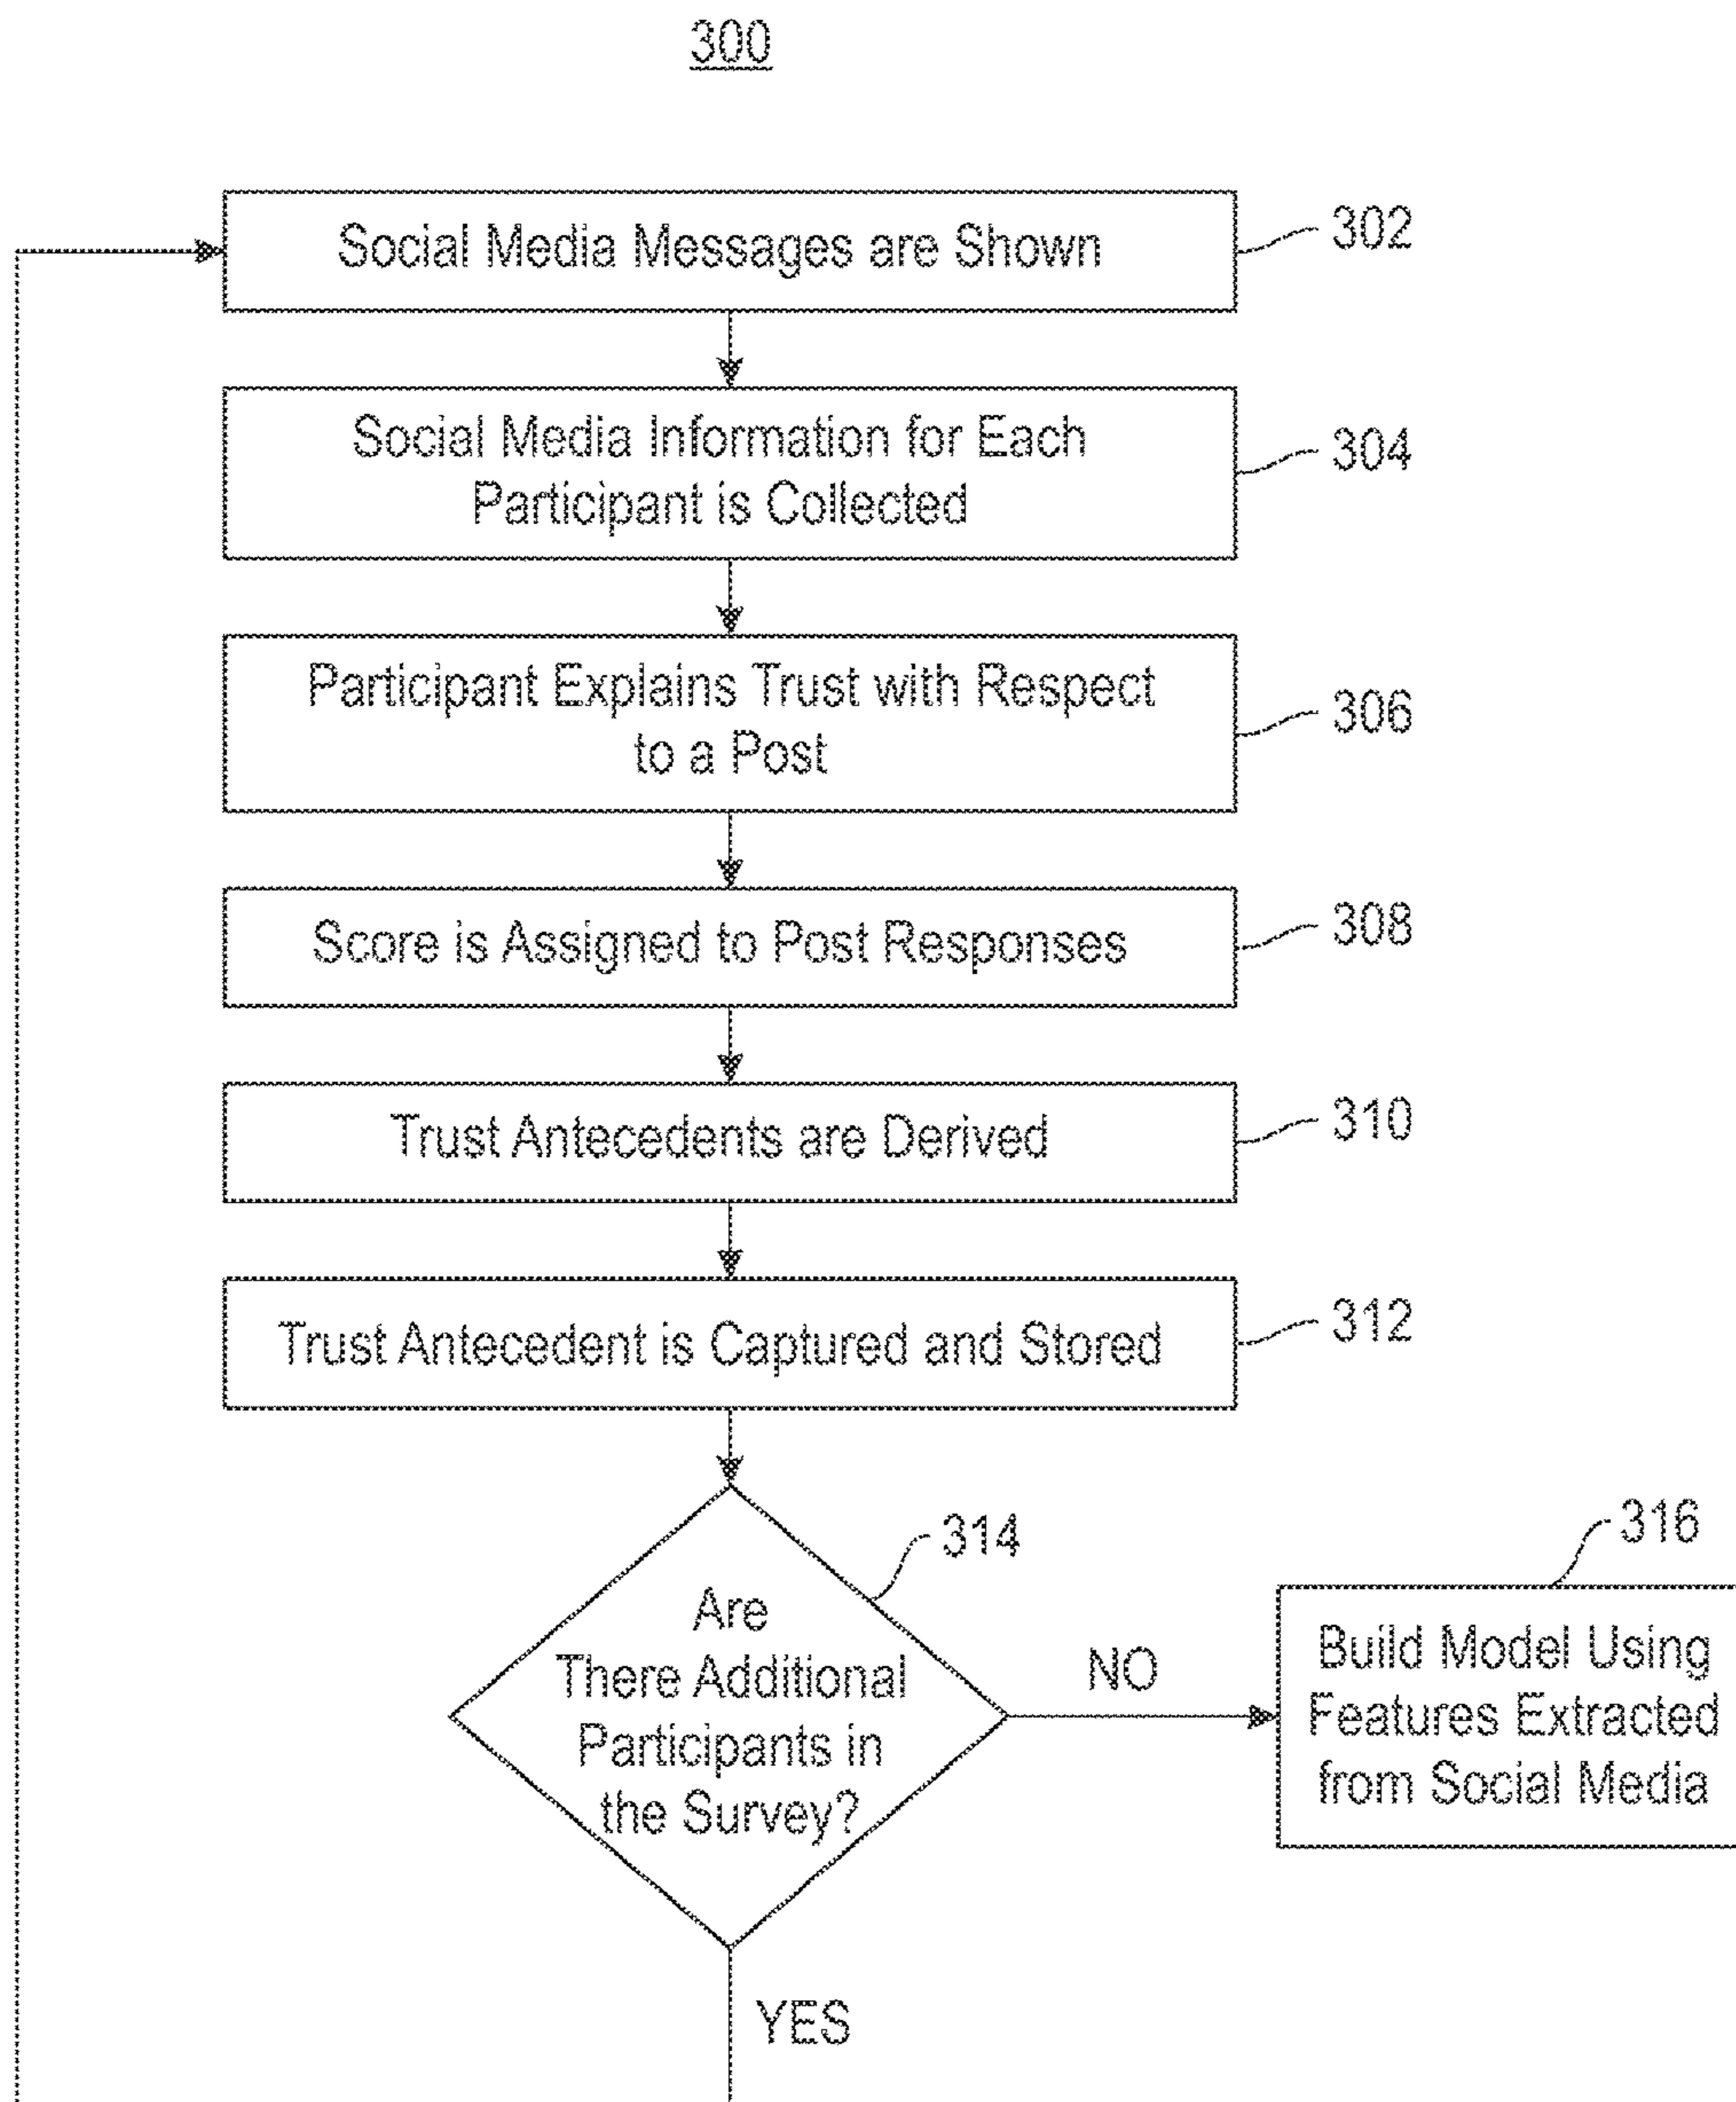 300
Social Media Messages are Shown
302
Social Media Information for Each
Participant is Collected
304
Participant Explains Trust with Respect
to a Post
306
Score is Assigned to Post Responses
308
Trust Antecedents are Derived
310
Trust Antecedent is Captured and Stored
312
Are
There Additional
Participants in
the Survey?
314
NO
316
Build Model Using
Features Extracted
from Social Media
YES